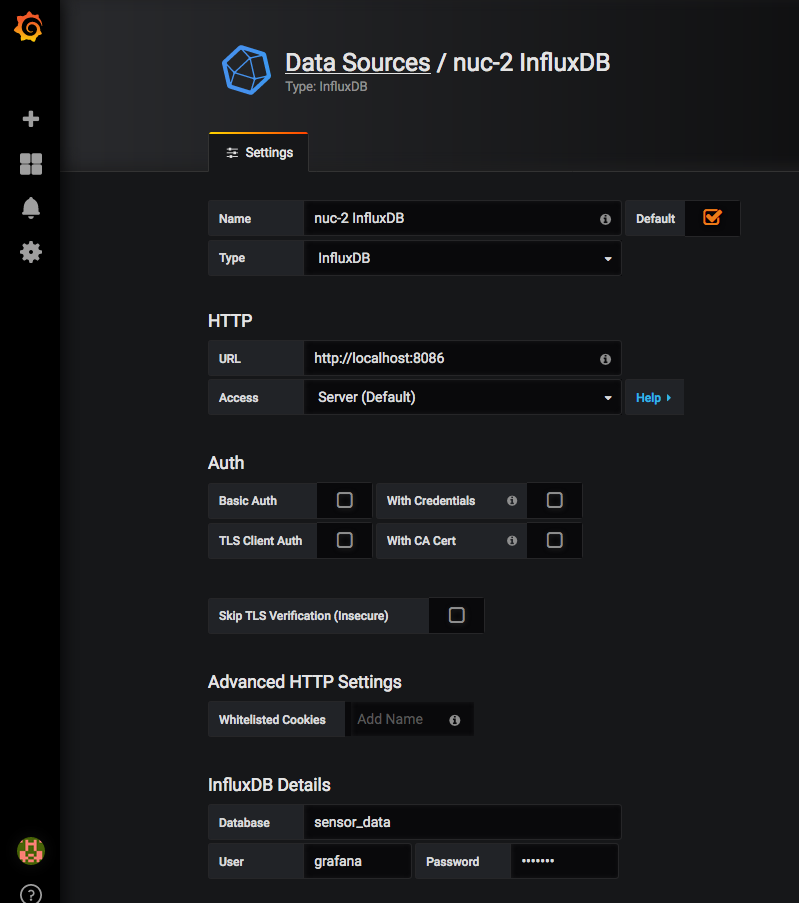 Data Sources / nuc-2 InfluxDB
Type: InfluxDB
Settings
Name nuc-2 InfluxDB Default
Type InfluxDB
HTTP
URL http://localhost:8086
Access Server (Default) Help
Auth
Basic Auth With Credentials
TLS Client Auth With CA Cert
Skip TLS Verification (Insecure)
Advanced HTTP Settings
Whitelisted Cookies Add Name
InfluxDB Details
Database sensor_data
User grafana Password •••••••